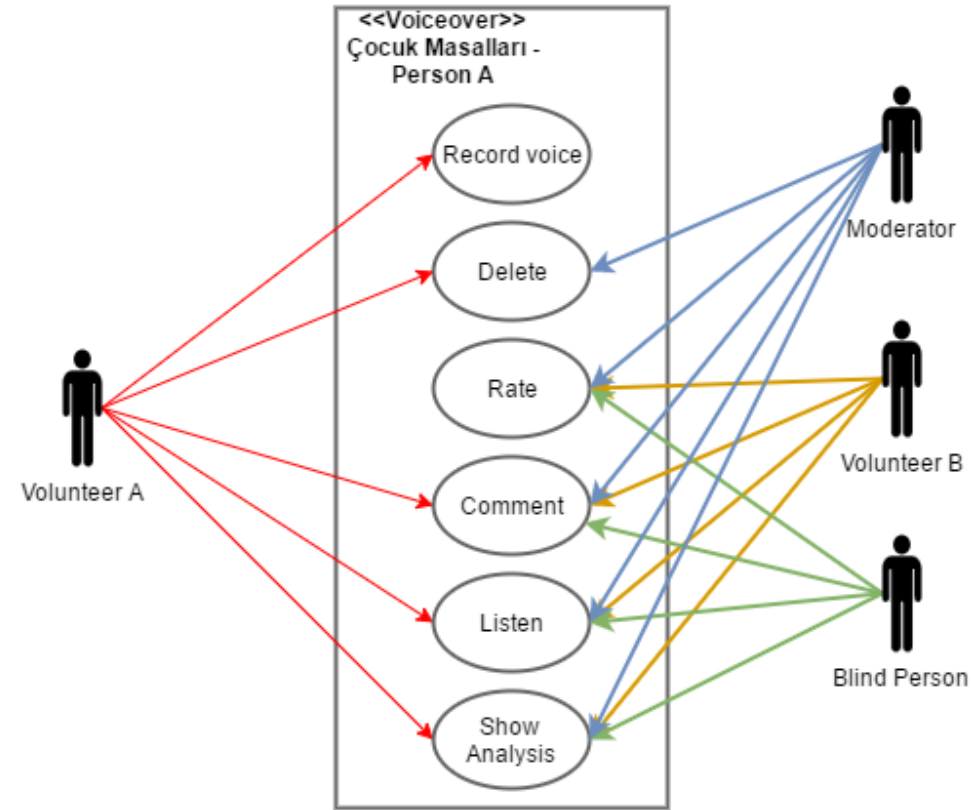 <<Voiceover>>
Çocuk Masalları -
Person A
Record voice
Delete
Rate
Comment
Listen
Show
Analysis
Volunteer A
Moderator
Volunteer B
Blind Person